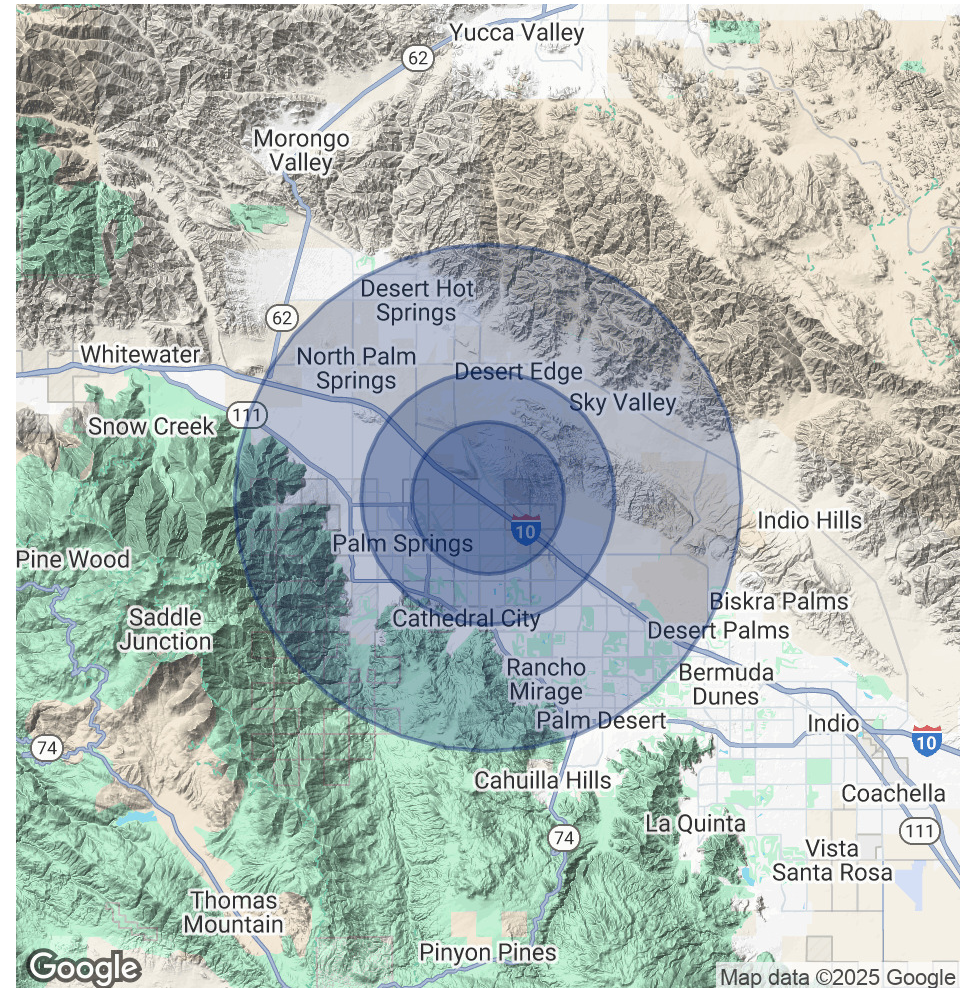 Yucca Valley
62
Morongo
Valley
Desert Hot
Springs
62
Whitewater
North Palm
Springs
Desert Edge
Sky Valley
111
Snow Creek
10
Indio Hills
Palm Springs
Pine Wood
Biskra Palms
Saddle
Junction
Cathedral City
Desert Palms
Rancho
Mirage
Bermuda
Dunes
Palm Desert
Indio
74
10
Cahuilla Hills
Coachella
La Quinta
111
74
Vista
Santa Rosa
Thomas
Mountain
Pinyon Pines
Google
Map data ©2025 Google